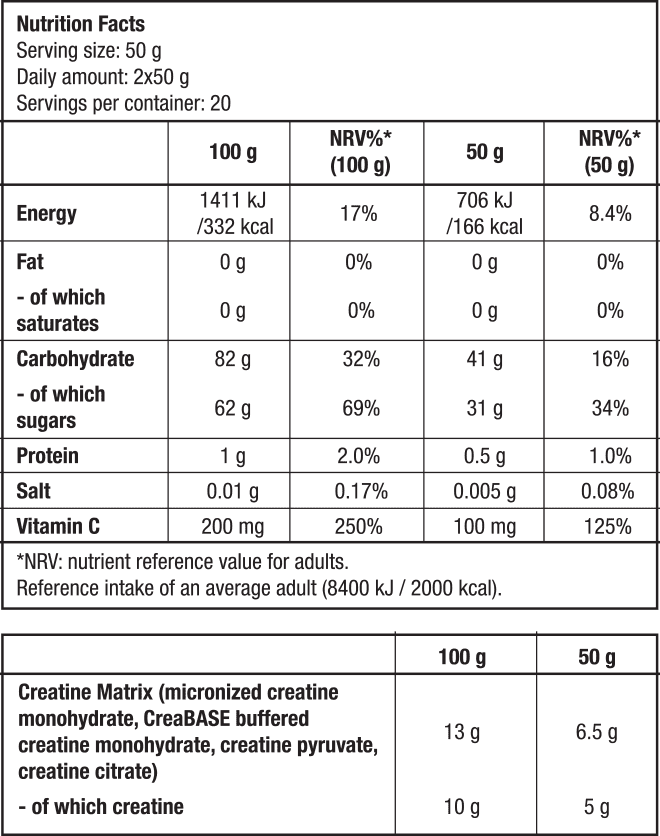 Nutrition Facts
Serving size: 50 g
Daily amount: 2x50 g
Servings per container: 20
100 g NRV%* (100 g) 50 g NRV%* (50 g)
Energy 1411 kJ /332 kcal 17% 706 kJ /166 kcal 8.4%
Fat 0 g 0% 0 g 0%
- of which saturates 0 g 0% 0 g 0%
Carbohydrate 82 g 32% 41 g 16%
- of which sugars 62 g 69% 31 g 34%
Protein 1 g 2.0% 0.5 g 1.0%
Salt 0.01 g 0.17% 0.005 g 0.08%
Vitamin C 200 mg 250% 100 mg 125%
*NRV: nutrient reference value for adults.
Reference intake of an average adult (8400 kJ / 2000 kcal).
100 g 50 g
Creatine Matrix (micronized creatine
monohydrate, CreaBASE buffered
creatine monohydrate, creatine pyruvate,
creatine citrate) 13 g 6.5 g
- of which creatine 10 g 5 g